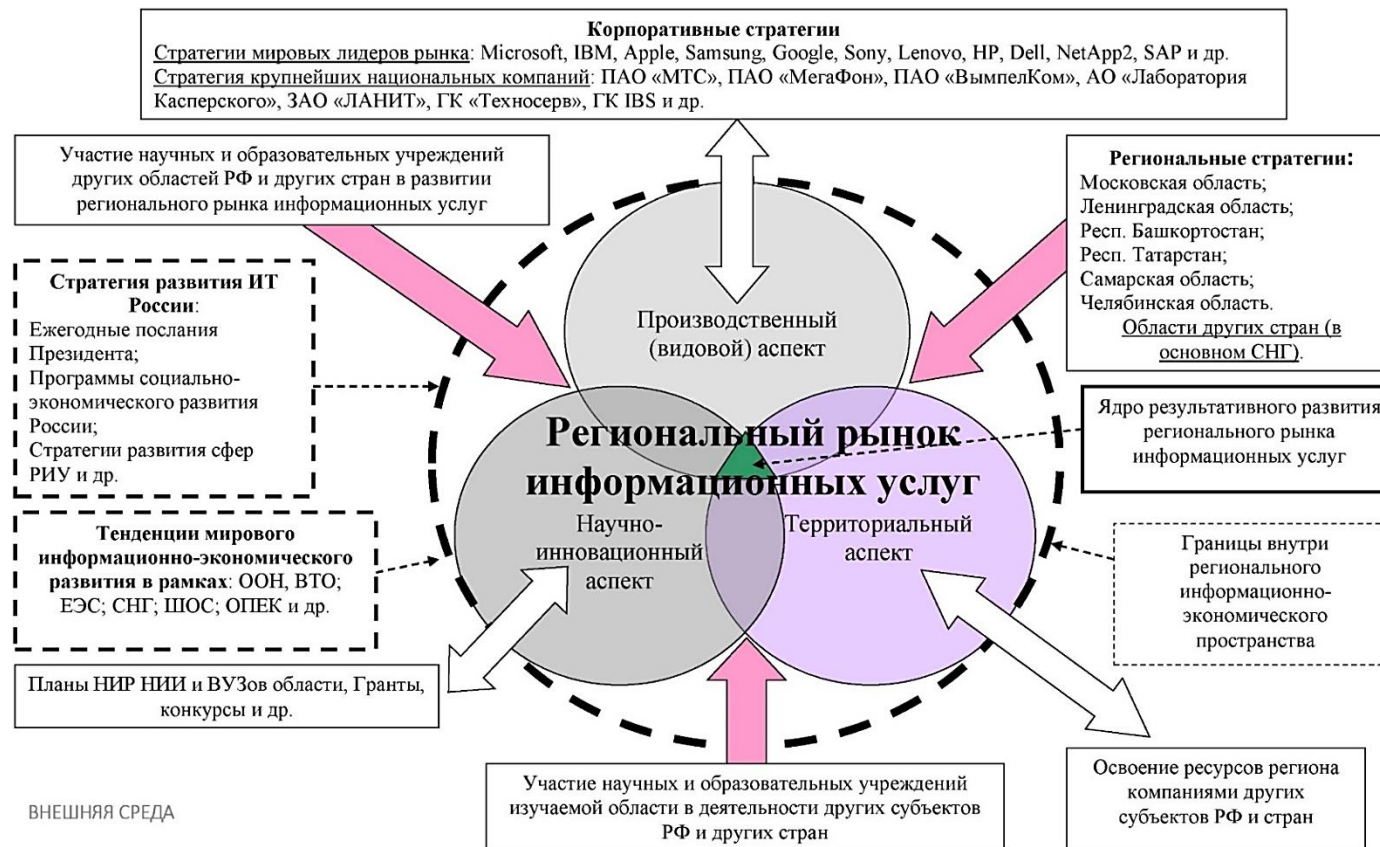 Корпоративные стратегии
Стратегии мировых лидеров рынка: Microsoft, IBM, Apple, Samsung, Google, Sony, Lenovo, HP, Dell, NetApp2, SAP и др.
Стратегия крупнейших национальных компаний: ПАО «МТС», ПАО «МегаФон», ПАО «ВымпелКом», АО «Лаборатория
Касперского», ЗАО «ЛАНИТ», ГК «Техносерв», ГК IBS и др.
Участие научных и образовательных учреждений
других областей РФ и других стран в развитии
регионального рынка информационных услуг
Региональные стратегии:
Московская область;
Ленинградская область;
Респ. Башкортостан;
Респ. Татарстан;
Самарская область;
Челябинская область.
Области других стран (в
основном СНГ).
Стратегия развития ИТ
России:
Ежегодные послания
Президента;
Программы социально-
экономического развития
России;
Стратегии развития сфер
РИУ и др.
Производственный
(видовой) аспект
Региональный рынок
информационных услуг
Научно-
инновационный
аспект
Территориальный
аспект
Ядро результативного развития
регионального рынка
информационных услуг
Тенденции мирового
информационно-экономического
развития в рамках: ООН, ВТО;
ЕЭС; СНГ; ШОС; ОПЕК и др.
Границы внутри
регионального
информационно-
экономического
пространства
Планы НИР НИИ и ВУЗов области, Гранты,
конкурсы и др.
Участие научных и образовательных учреждений
изучаемой области в деятельности других субъектов
РФ и других стран
Освоение ресурсов региона
компаниями других
субъектов РФ и стран
ВНЕШНЯЯ СРЕДА